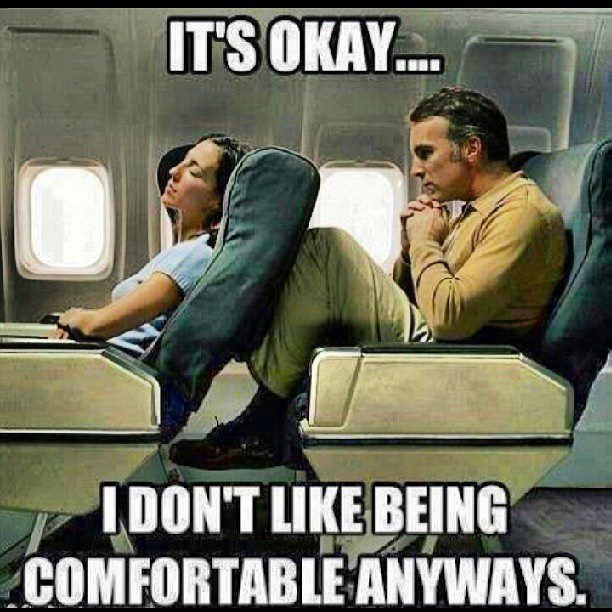 IT'S OKAY....
I DON'T LIKE BEING
COMFORTABLE ANYWAYS.